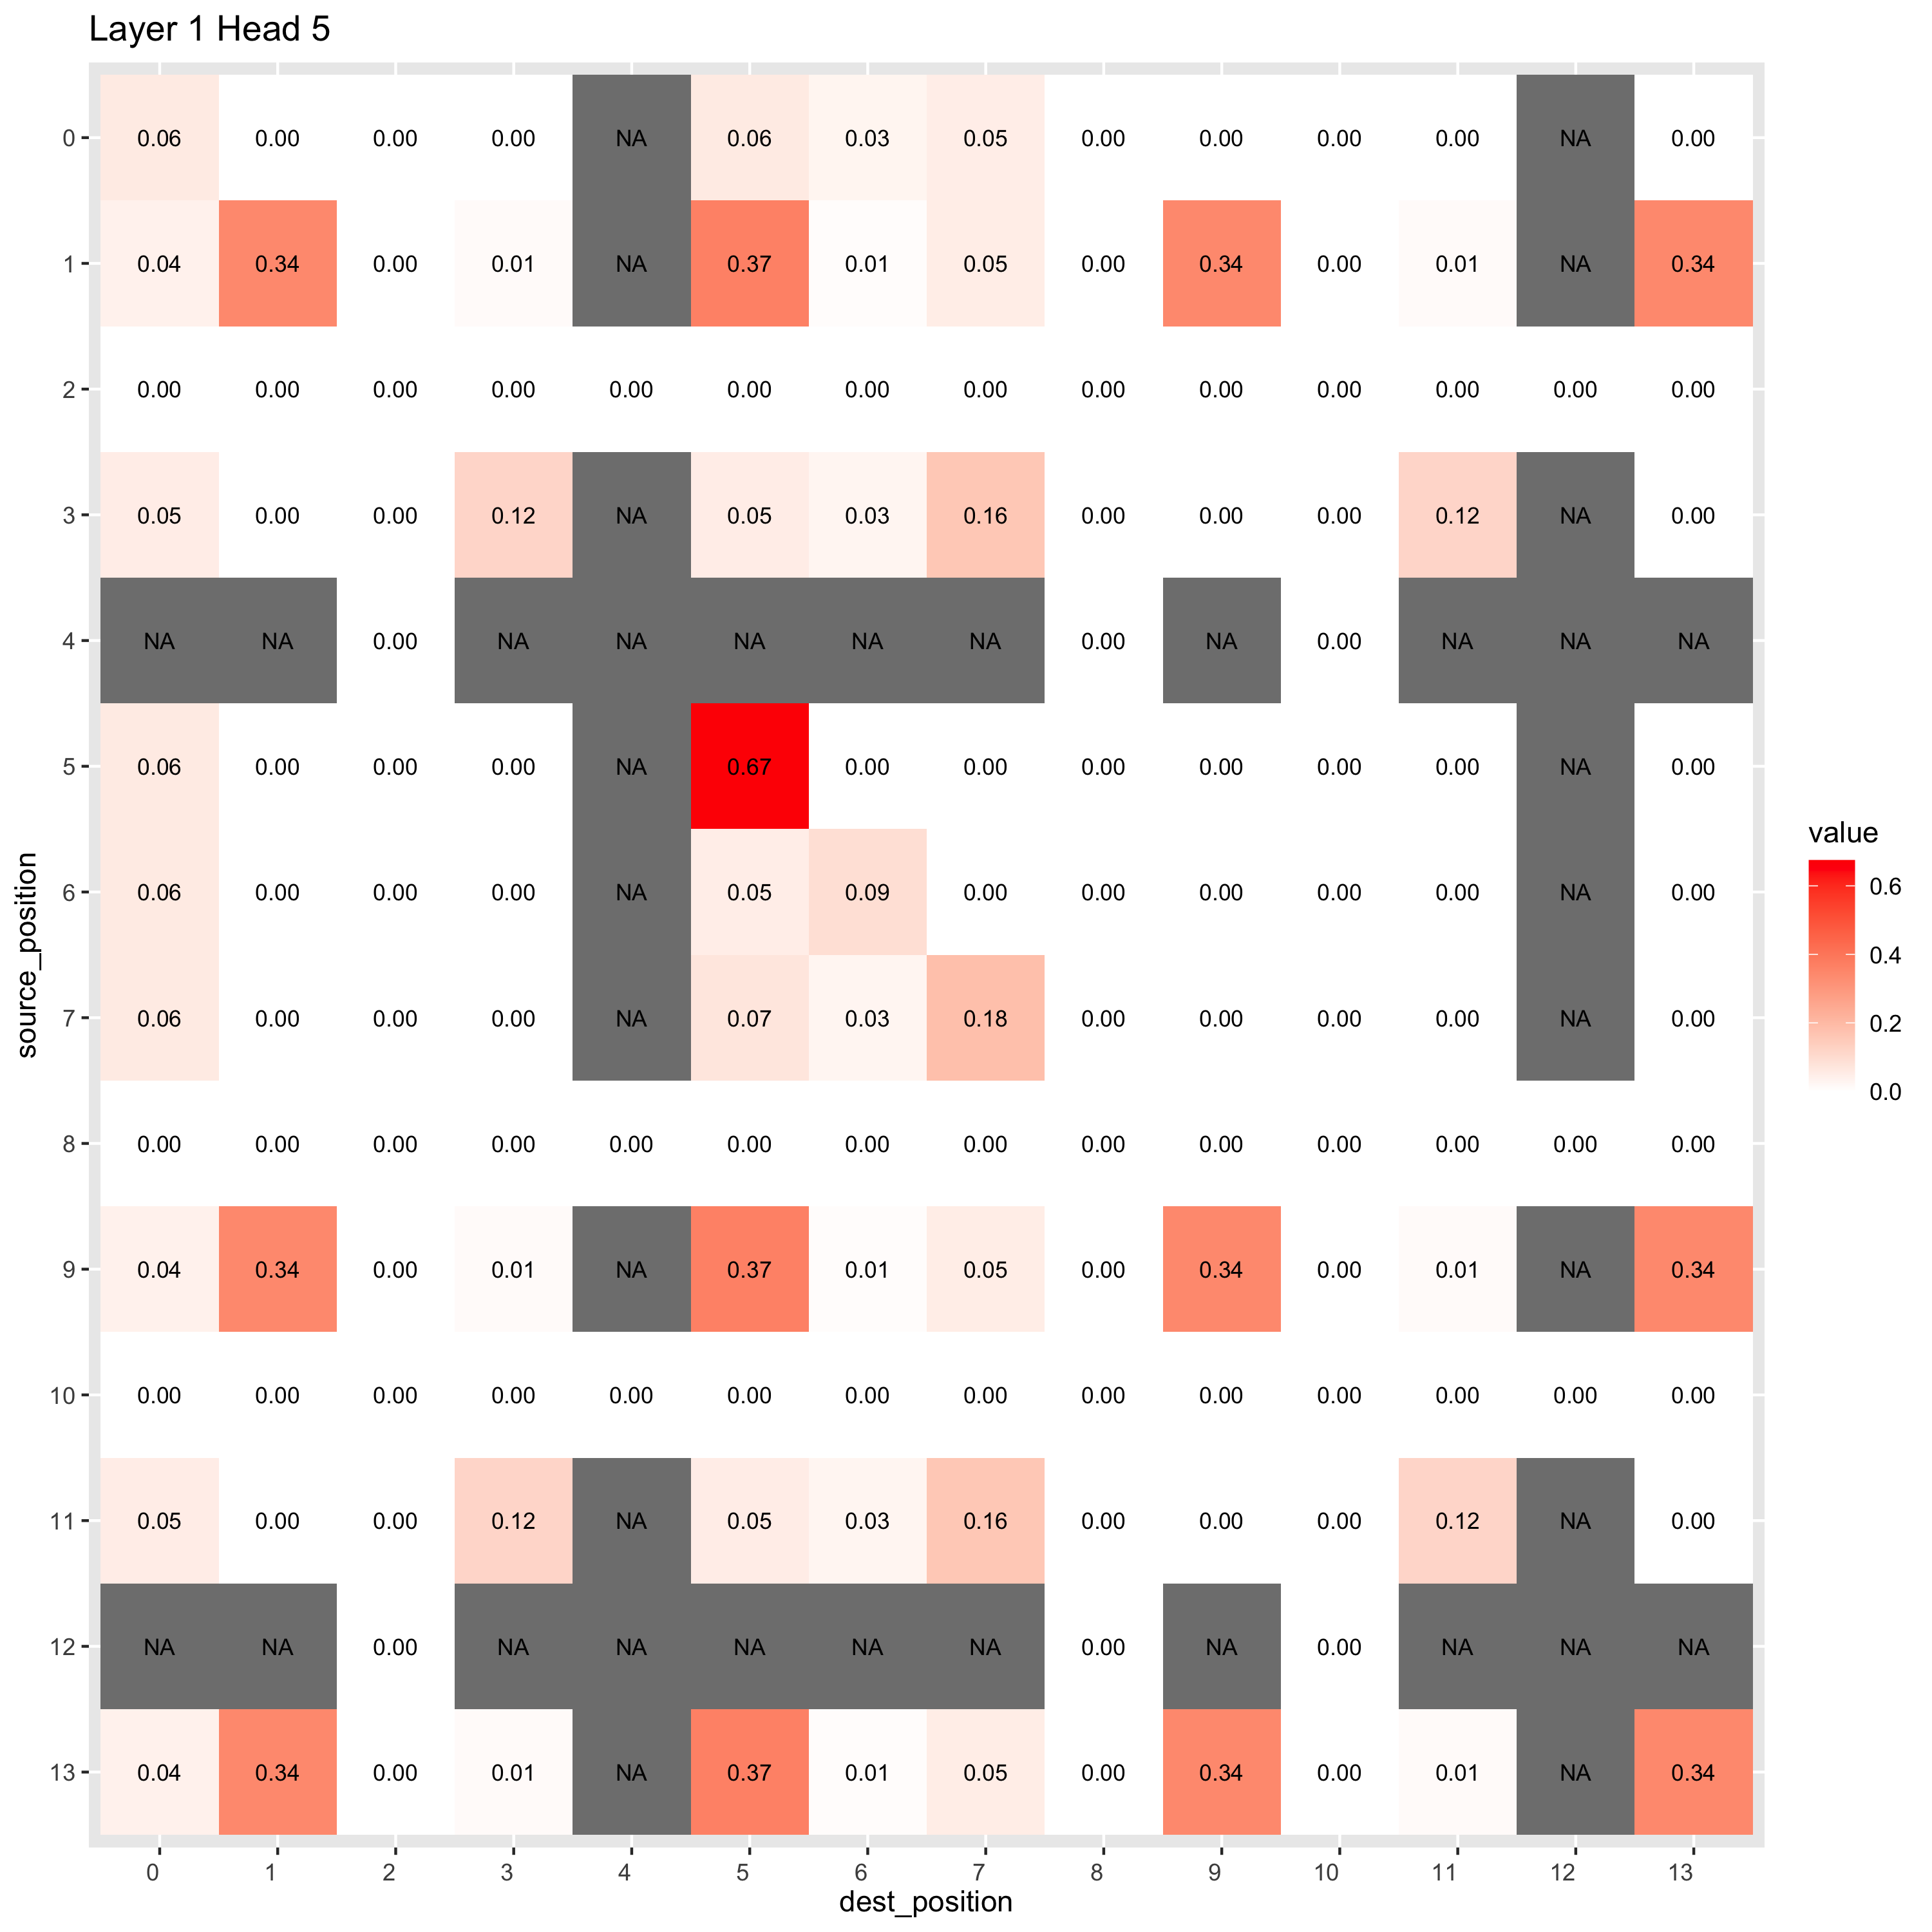 Layer 1 Head 5
0 0.06 0.00 0.00 0.00 NA 0.06 0.03 0.05 0.00 0.00 0.00 0.00 NA 0.00
1 0.04 0.34 0.00 0.01 NA 0.37 0.01 0.05 0.00 0.34 0.00 0.01 NA 0.34
2 0.00 0.00 0.00 0.00 0.00 0.00 0.00 0.00 0.00 0.00 0.00 0.00 0.00 0.00
3 0.05 0.00 0.00 0.12 NA 0.05 0.03 0.16 0.00 0.00 0.00 0.12 NA 0.00
4 NA NA 0.00 NA NA NA NA NA 0.00 NA 0.00 NA NA NA
5 0.06 0.00 0.00 0.00 NA 0.67 0.00 0.00 0.00 0.00 0.00 0.00 NA 0.00
6 0.06 0.00 0.00 0.00 NA 0.05 0.09 0.00 0.00 0.00 0.00 0.00 NA 0.00
7 0.06 0.00 0.00 0.00 NA 0.07 0.03 0.18 0.00 0.00 0.00 0.00 NA 0.00
8 0.00 0.00 0.00 0.00 0.00 0.00 0.00 0.00 0.00 0.00 0.00 0.00 0.00 0.00
9 0.04 0.34 0.00 0.01 NA 0.37 0.01 0.05 0.00 0.34 0.00 0.01 NA 0.34
10 0.00 0.00 0.00 0.00 0.00 0.00 0.00 0.00 0.00 0.00 0.00 0.00 0.00 0.00
11 0.05 0.00 0.00 0.12 NA 0.05 0.03 0.16 0.00 0.00 0.00 0.12 NA 0.00
12 NA NA 0.00 NA NA NA NA NA 0.00 NA 0.00 NA NA NA
13 0.04 0.34 0.00 0.01 NA 0.37 0.01 0.05 0.00 0.34 0.00 0.01 NA 0.34
0 1 2 3 4 5 6 7 8 9 10 11 12 13
dest_position
source_position
value
0.6
0.4
0.2
0.0